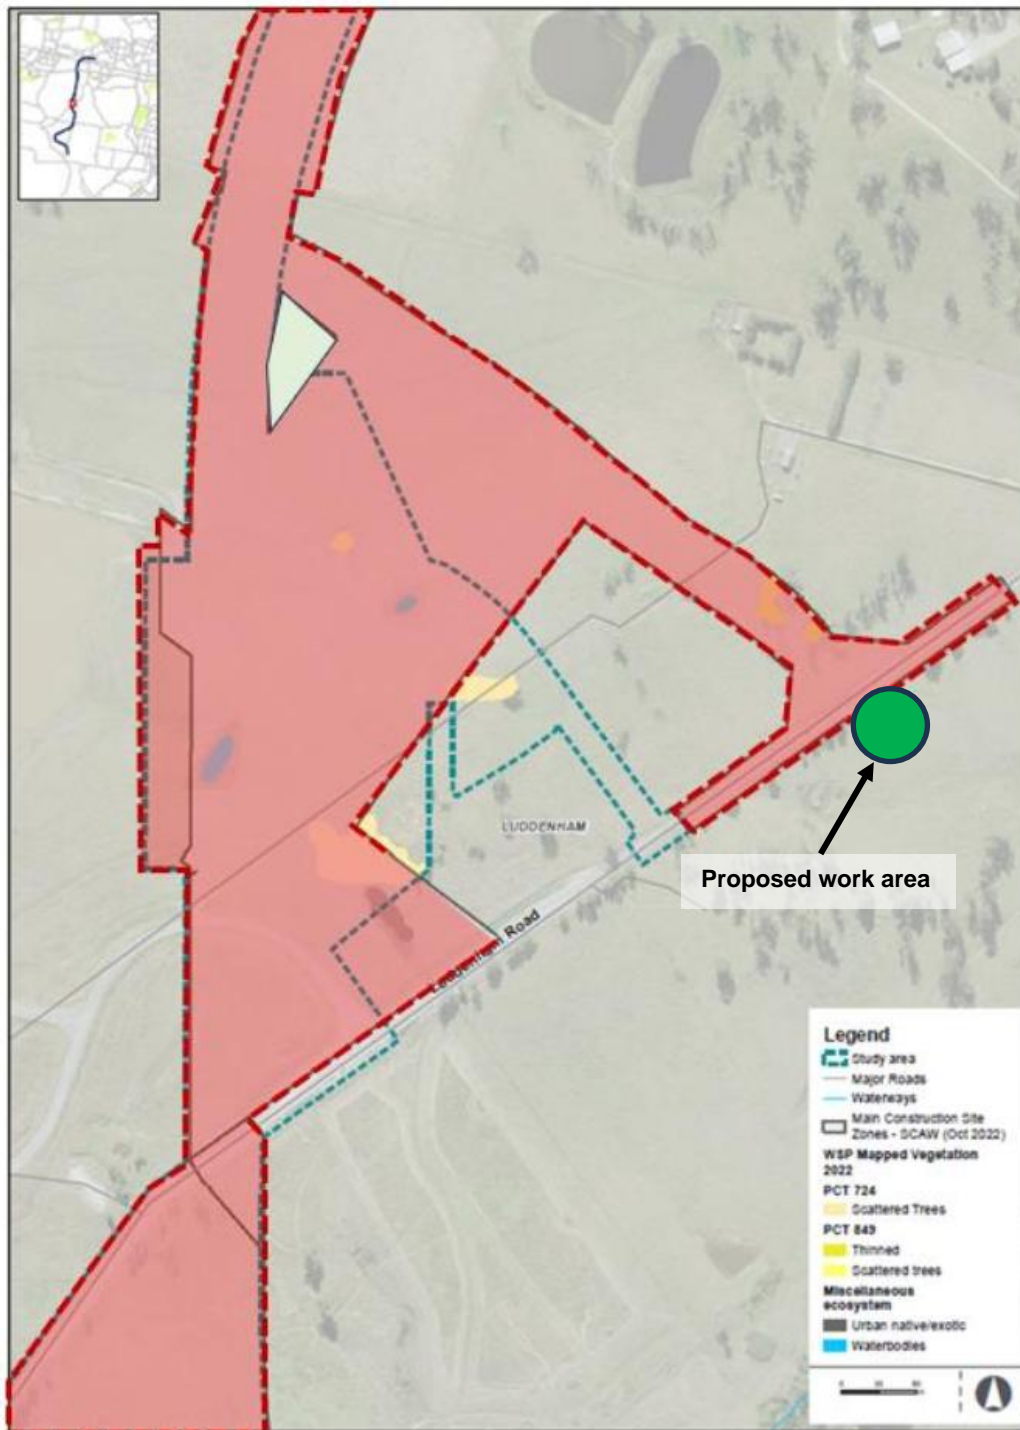 LUDDENHAM
Proposed work area
Luddenham Road
Legend
Study area
Major Roads
Waterways
Main Construction Site
Zones - SCAW (Oct 2022)
WSP Mapped Vegetation
2022
PCT 724
Scattered Trees
PCT 849
Thinned
Scattered trees
Miscellaneous
ecosystem
Urban native/exotic
Waterbodies